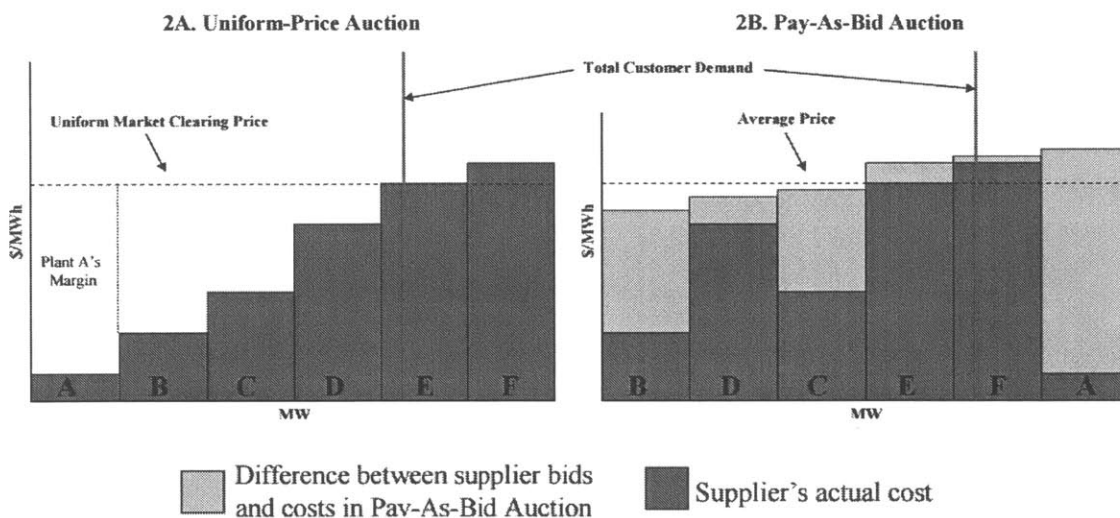 2A. Uniform-Price Auction
2B. Pay-As-Bid Auction
Total Customer Demand
Uniform Market Clearing Price
Average Price
$/MWh
Plant A's
Margin
A B C D E F
MW
$/MWh
B D C E F A
MW
Difference between supplier bids
and costs in Pay-As-Bid Auction
Supplier's actual cost